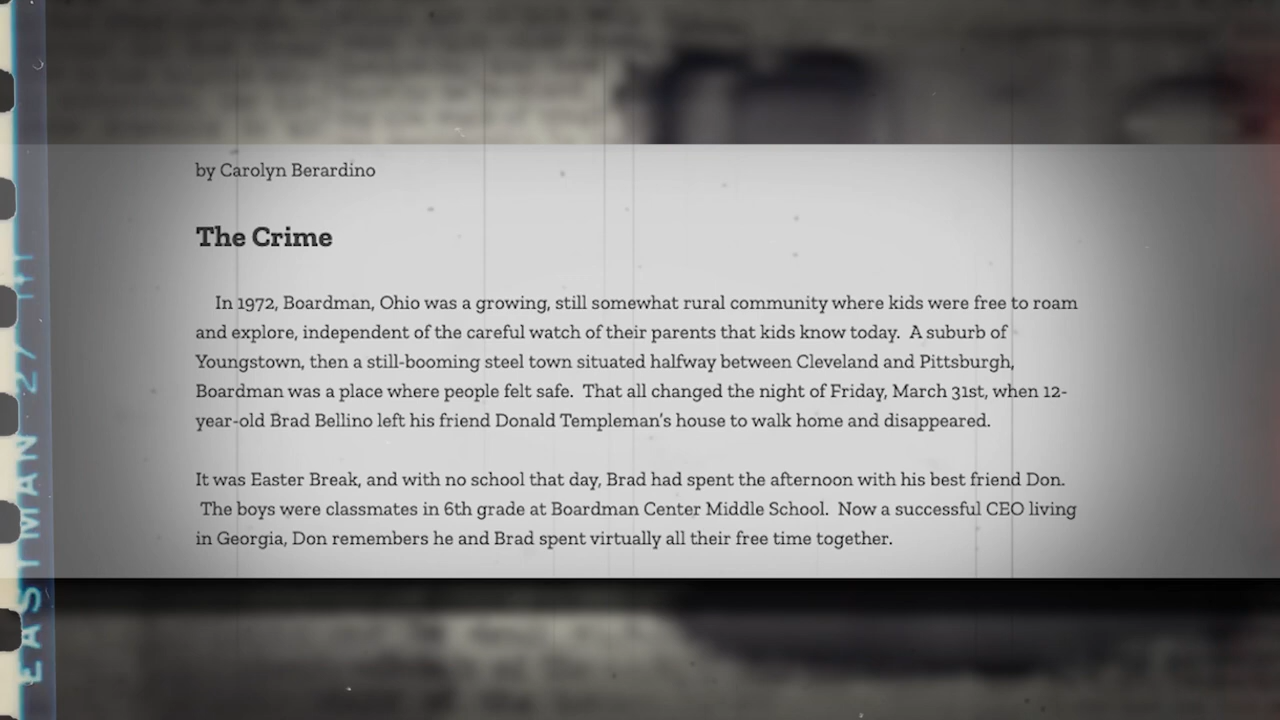 by Carolyn Berardino
The Crime
In 1972, Boardman, Ohio was a growing, still somewhat rural community where kids were free to roam
and explore, independent of the careful watch of their parents that kids know today. A suburb of
Youngstown, then a still-booming steel town situated halfway between Cleveland and Pittsburgh,
Boardman was a place where people felt safe. That all changed the night of Friday, March 31st, when 12-
year-old Brad Bellino left his friend Donald Templeman’s house to walk home and disappeared.
It was Easter Break, and with no school that day, Brad had spent the afternoon with his best friend Don.
The boys were classmates in 6th grade at Boardman Center Middle School. Now a successful CEO living
in Georgia, Don remembers he and Brad spent virtually all their free time together.
EASTMAN